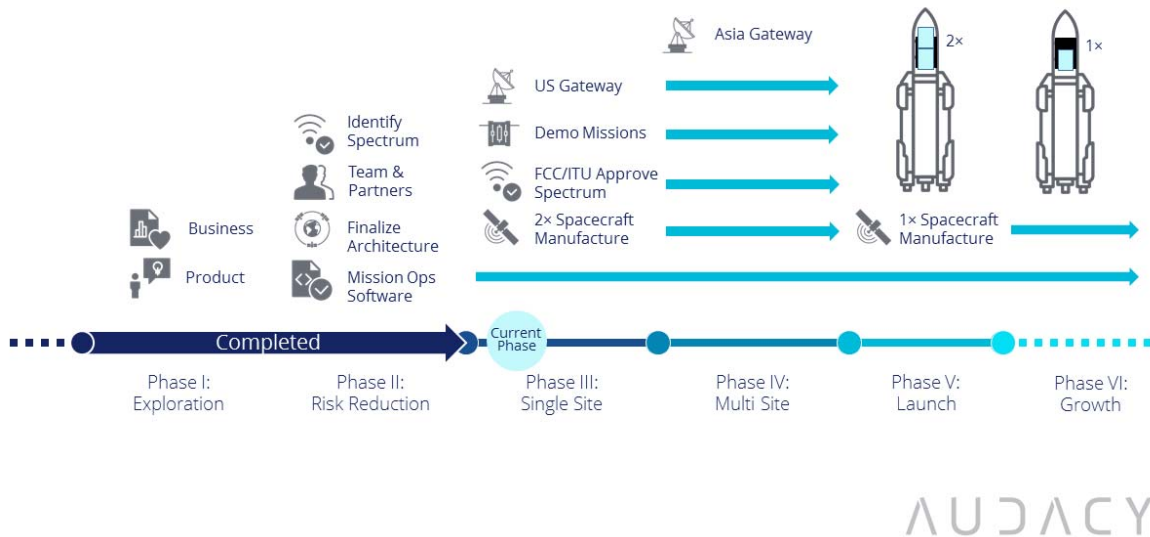 Asia Gateway
2×
1×
US Gateway
Identify
Spectrum
Demo Missions
Team &
Partners
FCC/ITU Approve
Spectrum
Business
Finalize
Architecture
2× Spacecraft
Manufacture
1× Spacecraft
Manufacture
Product
Mission Ops
Software
Completed
Current
Phase
Phase I:
Exploration
Phase II:
Risk Reduction
Phase III:
Single Site
Phase IV:
Multi Site
Phase V:
Launch
Phase VI:
Growth
AUDACY